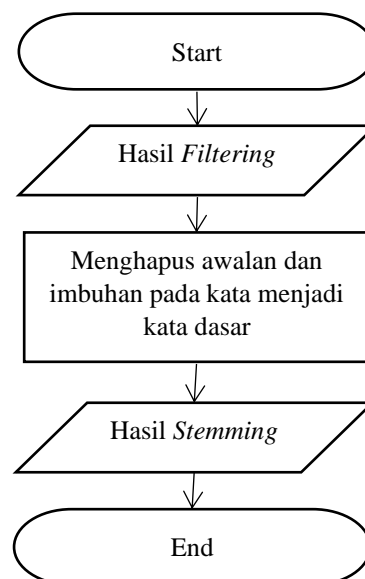 Start
Hasil Filtering
Menghapus awalan dan
imbuhan pada kata menjadi
kata dasar
Hasil Stemming
End